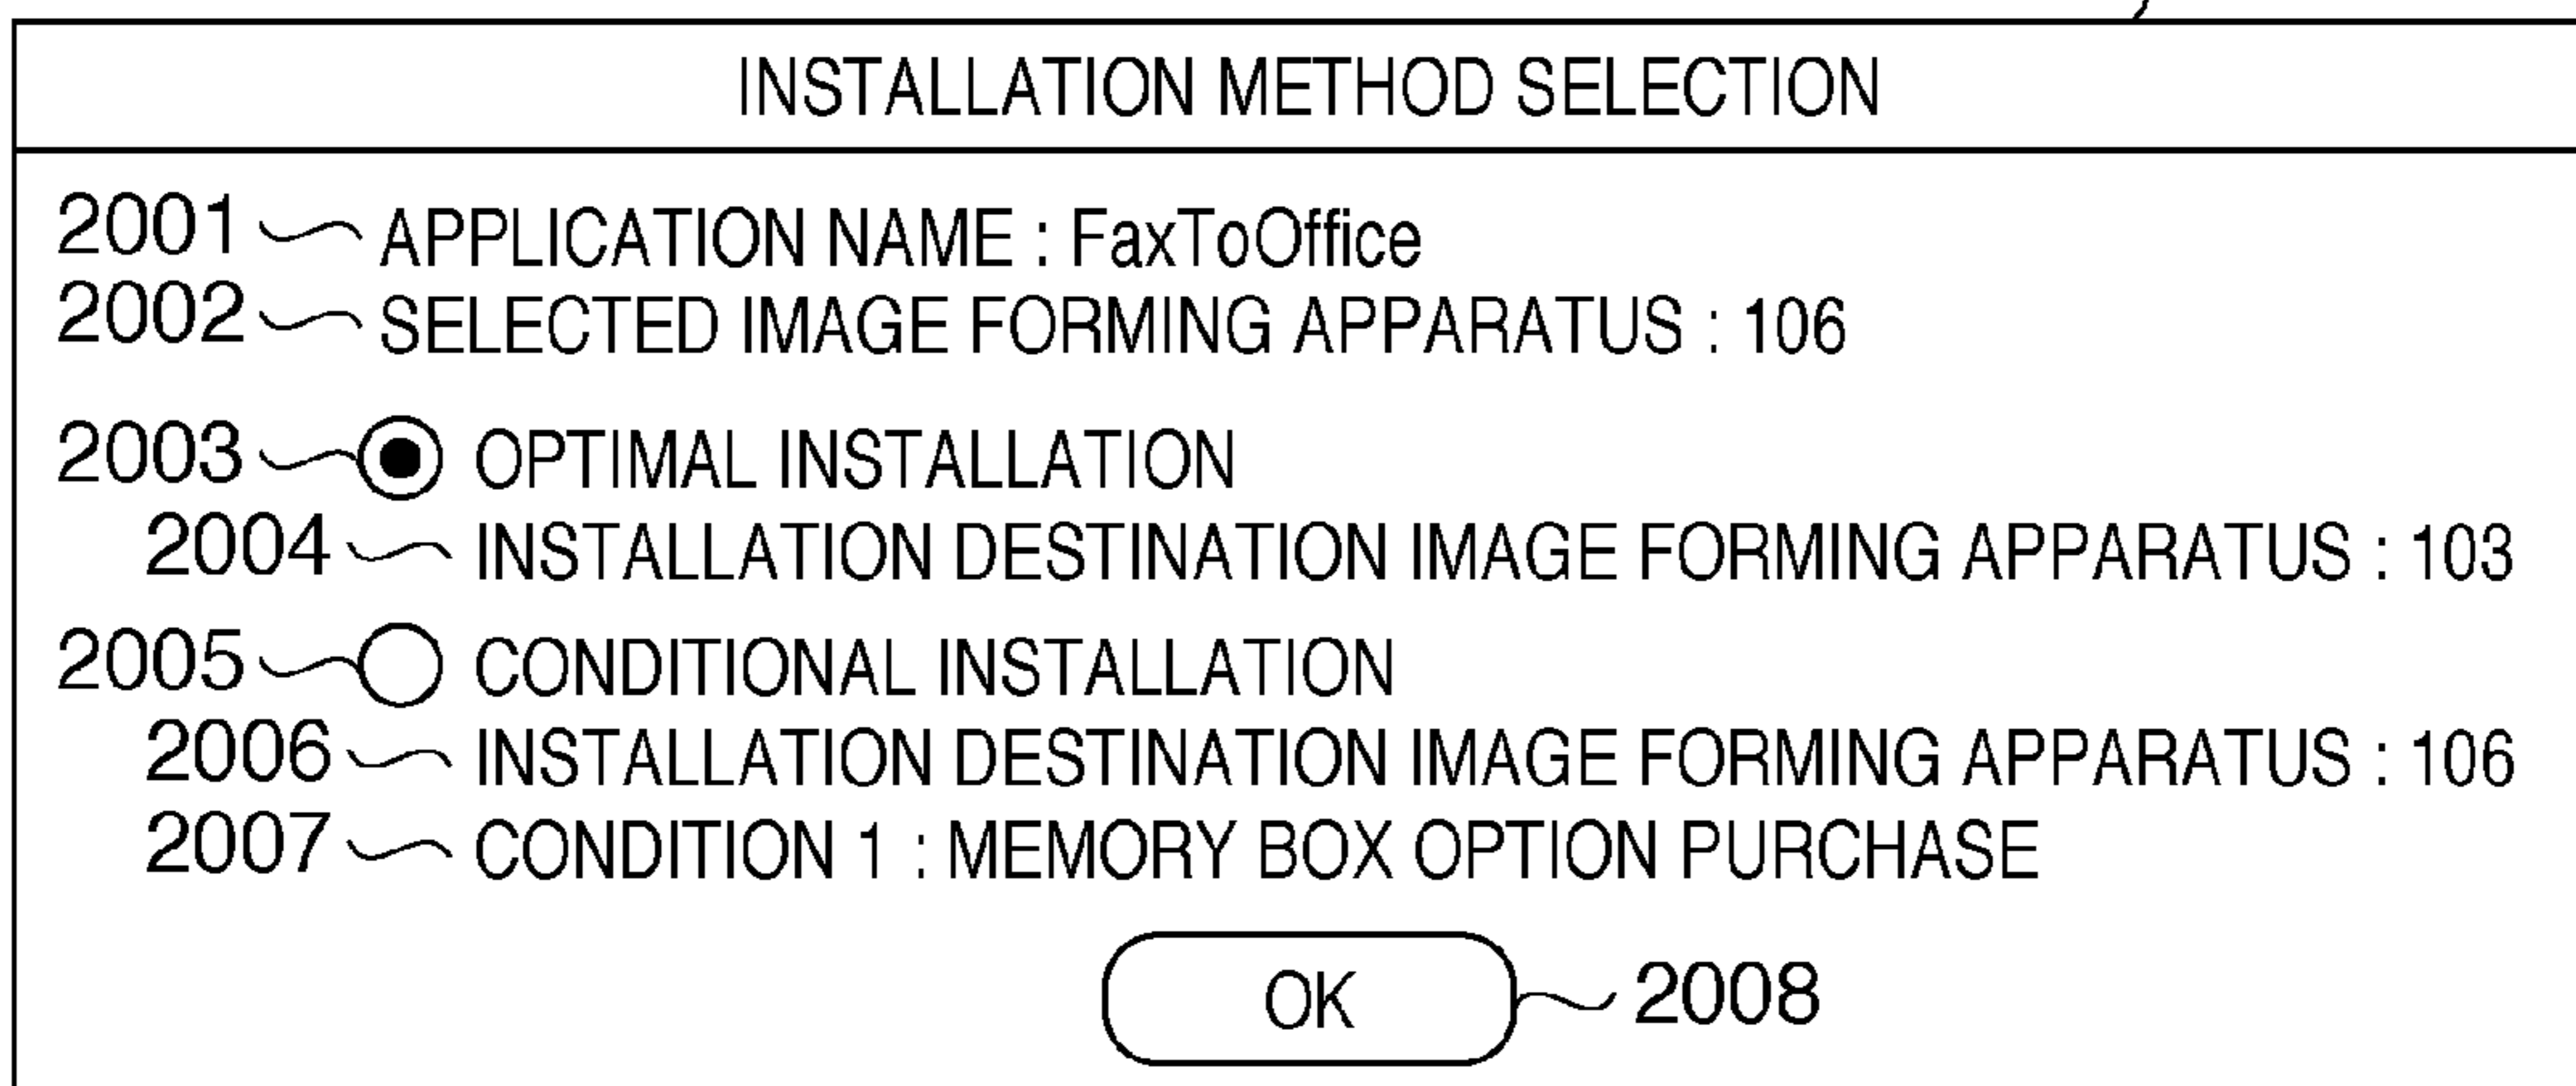 INSTALLATION METHOD SELECTION
2001 APPLICATION NAME : FaxToOffice
2002 SELECTED IMAGE FORMING APPARATUS : 106
2003 OPTIMAL INSTALLATION
2004 INSTALLATION DESTINATION IMAGE FORMING APPARATUS : 103
2005 CONDITIONAL INSTALLATION
2006 INSTALLATION DESTINATION IMAGE FORMING APPARATUS : 106
2007 CONDITION 1 : MEMORY BOX OPTION PURCHASE
OK 2008